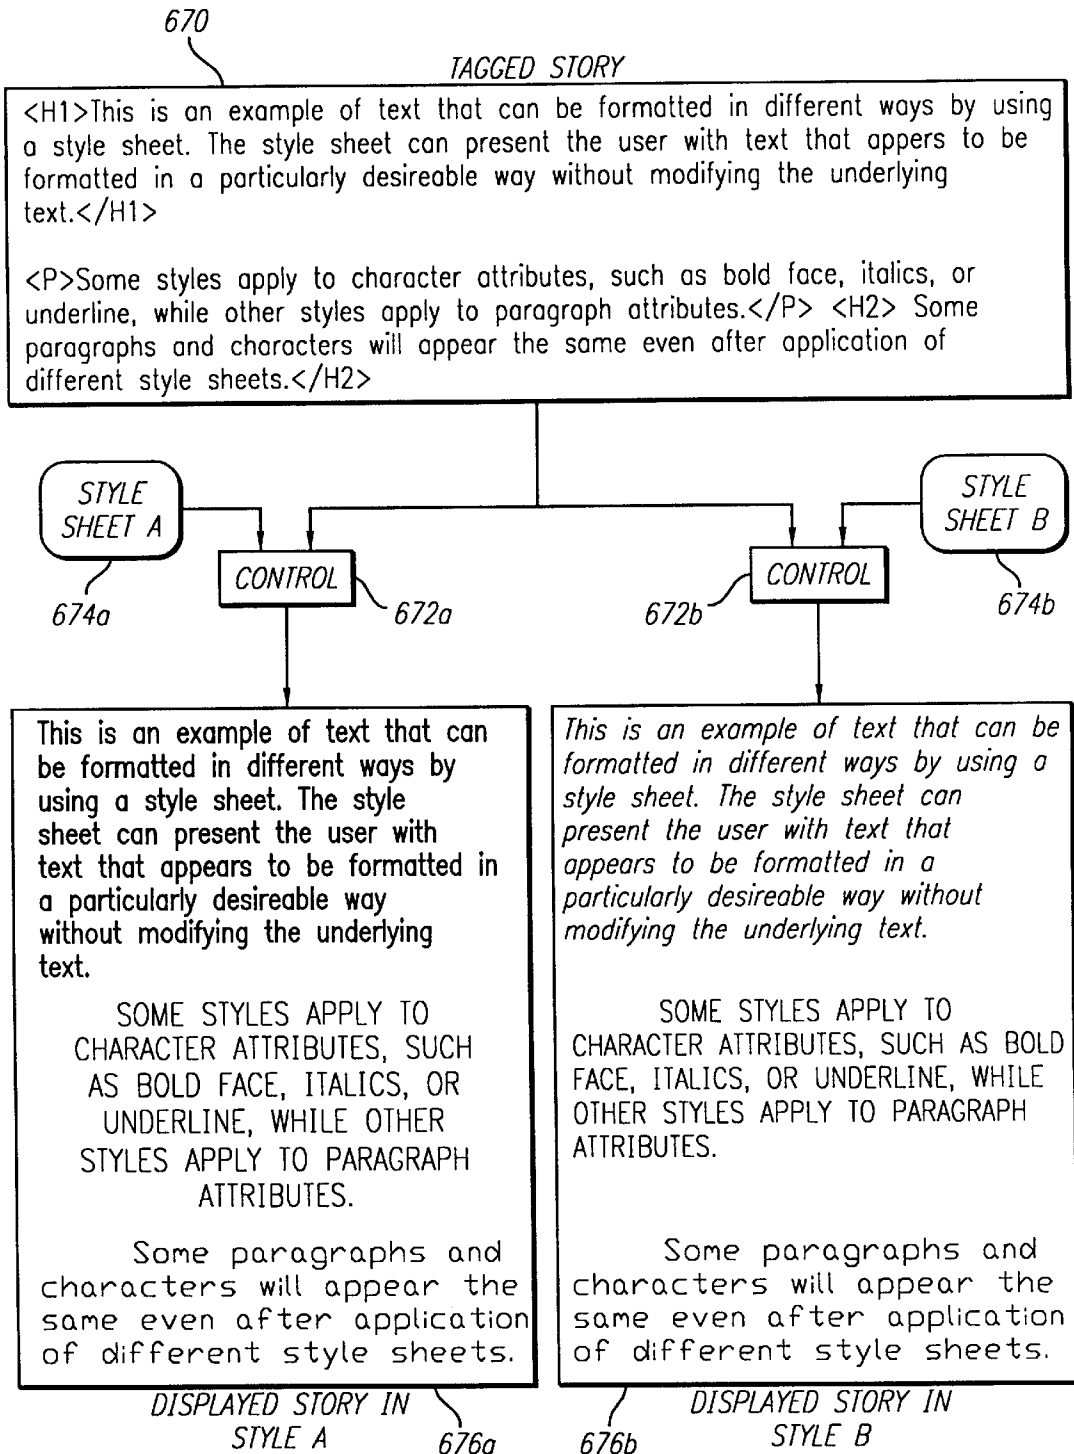 670
TAGGED STORY
<H1>This is an example of text that can be formatted in different ways by using
a style sheet. The style sheet can present the user with text that appers to be
formatted in a particularly desireable way without modifying the underlying
text.</H1>
<P>Some styles apply to character attributes, such as bold face, italics, or
underline, while other styles apply to paragraph attributes.</P> <H2> Some
paragraphs and characters will appear the same even after application of
different style sheets.</H2>
STYLE
SHEET A
STYLE
SHEET B
CONTROL
CONTROL
674a
672a
672b
674b
This is an example of text that can
be formatted in different ways by
using a style sheet. The style
sheet can present the user with
text that appears to be formatted in
a particularly desireable way
without modifying the underlying
text.
SOME STYLES APPLY TO
CHARACTER ATTRIBUTES, SUCH
AS BOLD FACE, ITALICS, OR
UNDERLINE, WHILE OTHER
STYLES APPLY TO PARAGRAPH
ATTRIBUTES.
Some paragraphs and
characters will appear the
same even after application
of different style sheets.
DISPLAYED STORY IN
STYLE A
676a
This is an example of text that can be
formatted in different ways by using a
style sheet. The style sheet can
present the user with text that
appears to be formatted in a
particularly desireable way without
modifying the underlying text.
SOME STYLES APPLY TO
CHARACTER ATTRIBUTES, SUCH AS BOLD
FACE, ITALICS, OR UNDERLINE, WHILE
OTHER STYLES APPLY TO PARAGRAPH
ATTRIBUTES.
Some paragraphs and
characters will appear the
same even after application
of different style sheets.
676b
DISPLAYED STORY IN
STYLE B